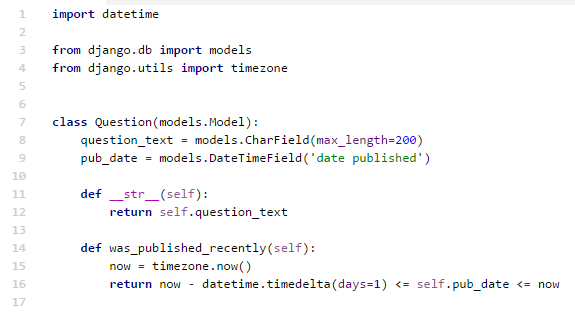 1 import datetime
2
3 from django.db import models
4 from django.utils import timezone
5
6
7 class Question(models.Model):
8     question_text = models.CharField(max_length=200)
9     pub_date = models.DateTimeField('date published')
10
11     def __str__(self):
12         return self.question_text
13
14     def was_published_recently(self):
15         now = timezone.now()
16         return now - datetime.timedelta(days=1) <= self.pub_date <= now
17